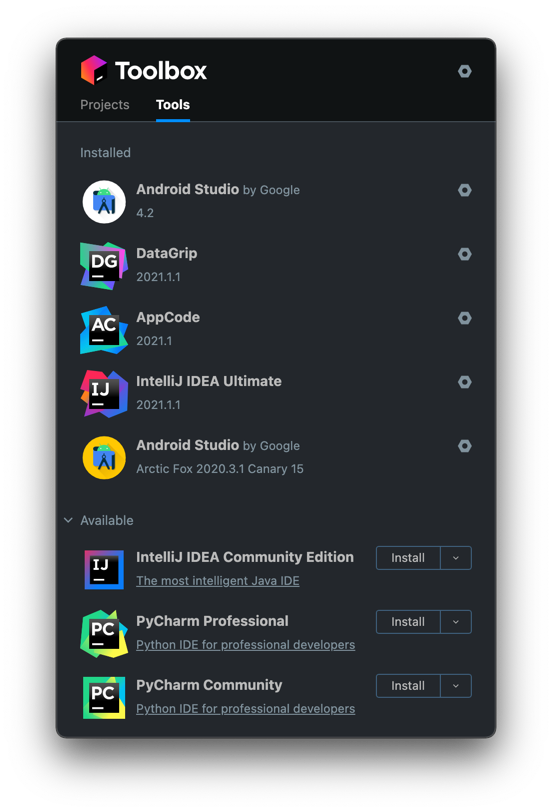 Toolbox
Projects Tools
Installed
Android Studio by Google
4.2
DG
DataGrip
2021.1.1
AC
AppCode
2021.1
IJ
IntelliJ IDEA Ultimate
2021.1.1
Android Studio by Google
Arctic Fox 2020.3.1 Canary 15
Available
IJ
IntelliJ IDEA Community Edition
The most intelligent Java IDE
Install
PC
PyCharm Professional
Python IDE for professional developers
Install
PC
PyCharm Community
Python IDE for professional developers
Install